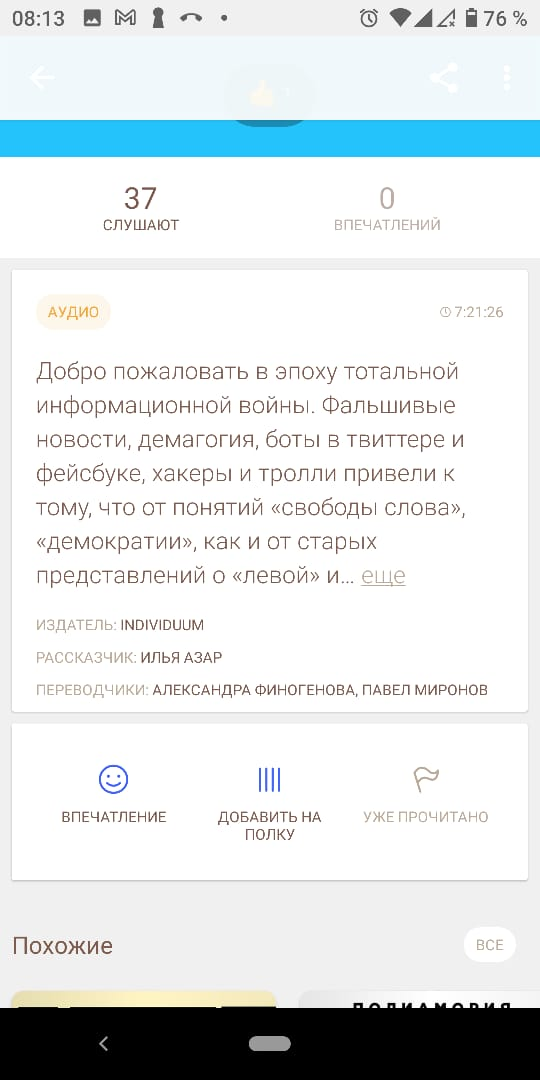 08:13
76 %
37
СЛУШАЮТ
0
ВПЕЧАТЛЕНИЙ
АУДИО
7:21:26
Добро пожаловать в эпоху тотальной
информационной войны. Фальшивые
новости, демагогия, боты в твиттере и
фейсбуке, хакеры и тролли привели к
тому, что от понятий «свободы слова»,
«демократии», как и от старых
представлений о «левой» и... еще
ИЗДАТЕЛЬ: INDIVIDUUM
РАССКАЗЧИК: ИЛЬЯ АЗАР
ПЕРЕВОДЧИКИ: АЛЕКСАНДРА ФИНОГЕНОВА, ПАВЕЛ МИРОНОВ
ВПЕЧАТЛЕНИЕ
ДОБАВИТЬ НА
ПОЛКУ
УЖЕ ПРОЧИТАНО
Похожие
ВСЕ
ПОЛИАМОРИЯ